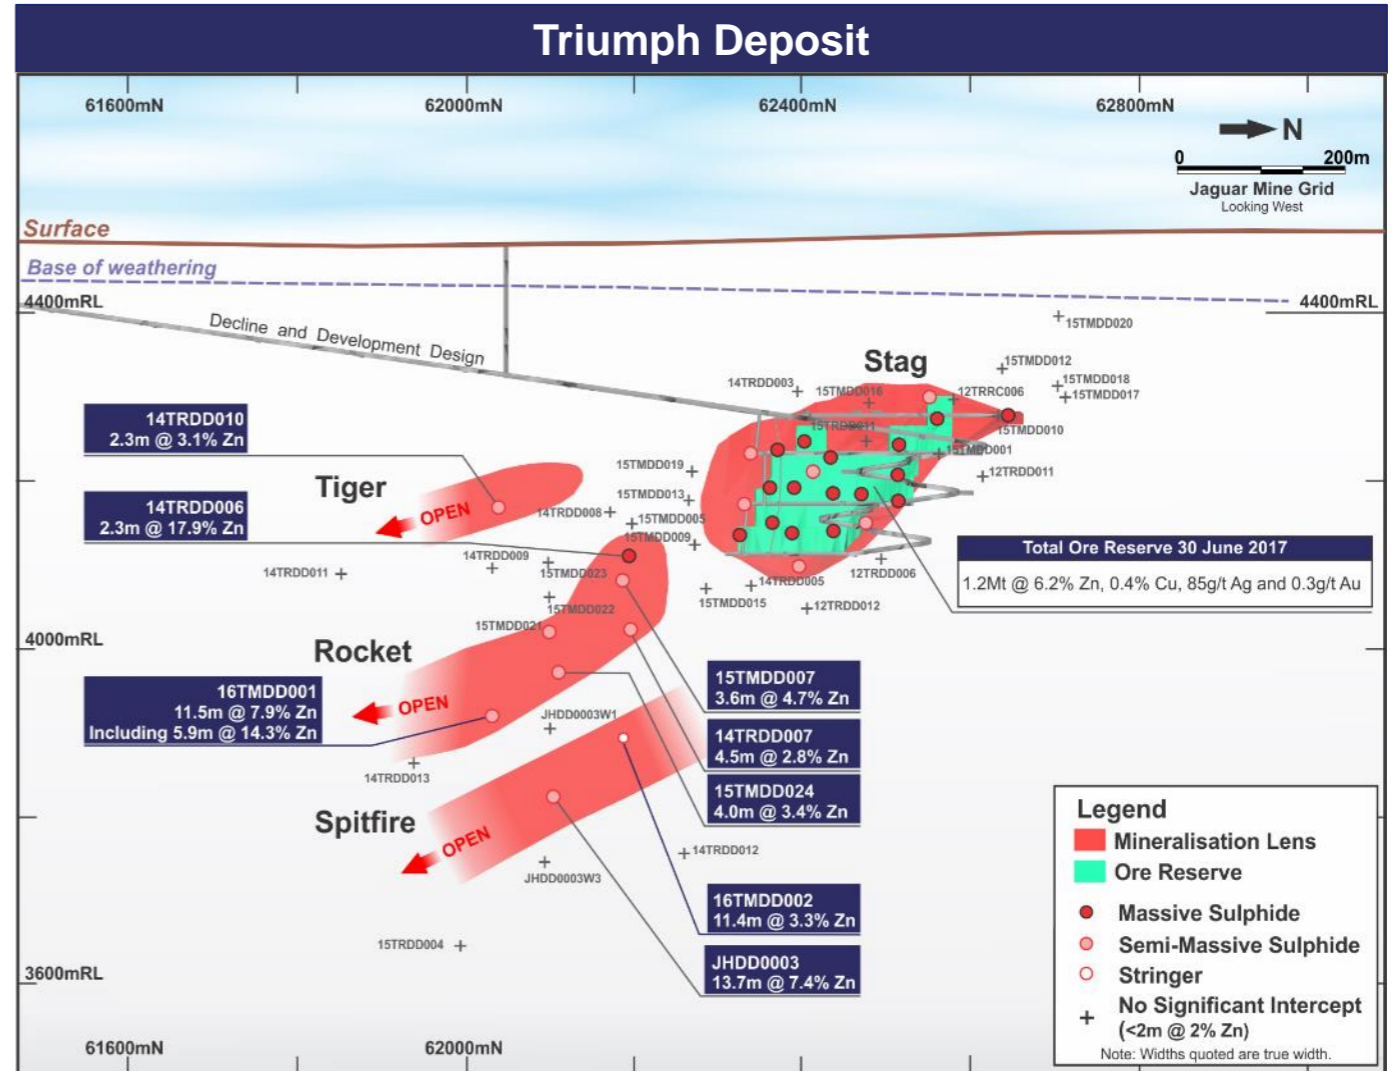 Triumph Deposit
61600mN
62000mN
62400mN
62800mN
N
0 200m
Jaguar Mine Grid
Looking West
Surface
Base of weathering
4400mRL
4400mRL
Decline and Development Design
15TMDD020
Stag
15TMDD012
15TMDD018
15TMDD017
14TRDD003
15TMDD016
12TRRC006
15TMDD010
15TRDD011
15TMDD001
12TRDD011
14TRDD010
2.3m @ 3.1% Zn
Tiger
OPEN
15TMDD019
15TMDD013
14TRDD008
15TMDD005
15TMDD009
14TRDD006
2.3m @ 17.9% Zn
14TRDD009
14TRDD011
15TMDD023
15TMDD022
15TMDD021
14TRDD005
12TRDD006
15TMDD015
12TRDD012
Total Ore Reserve 30 June 2017
1.2Mt @ 6.2% Zn, 0.4% Cu, 85g/t Ag and 0.3g/t Au
4000mRL
Rocket
OPEN
16TMDD001
11.5m @ 7.9% Zn
Including 5.9m @ 14.3% Zn
JHDD0003W1
14TRDD013
15TMDD007
3.6m @ 4.7% Zn
14TRDD007
4.5m @ 2.8% Zn
15TMDD024
4.0m @ 3.4% Zn
Spitfire
OPEN
14TRDD012
JHDD0003W3
15TRDD004
16TMDD002
11.4m @ 3.3% Zn
JHDD0003
13.7m @ 7.4% Zn
3600mRL
Legend
Mineralisation Lens
Ore Reserve
Massive Sulphide
Semi-Massive Sulphide
Stringer
No Significant Intercept
(<2m @ 2% Zn)
Note: Widths quoted are true width.
61600mN
62000mN